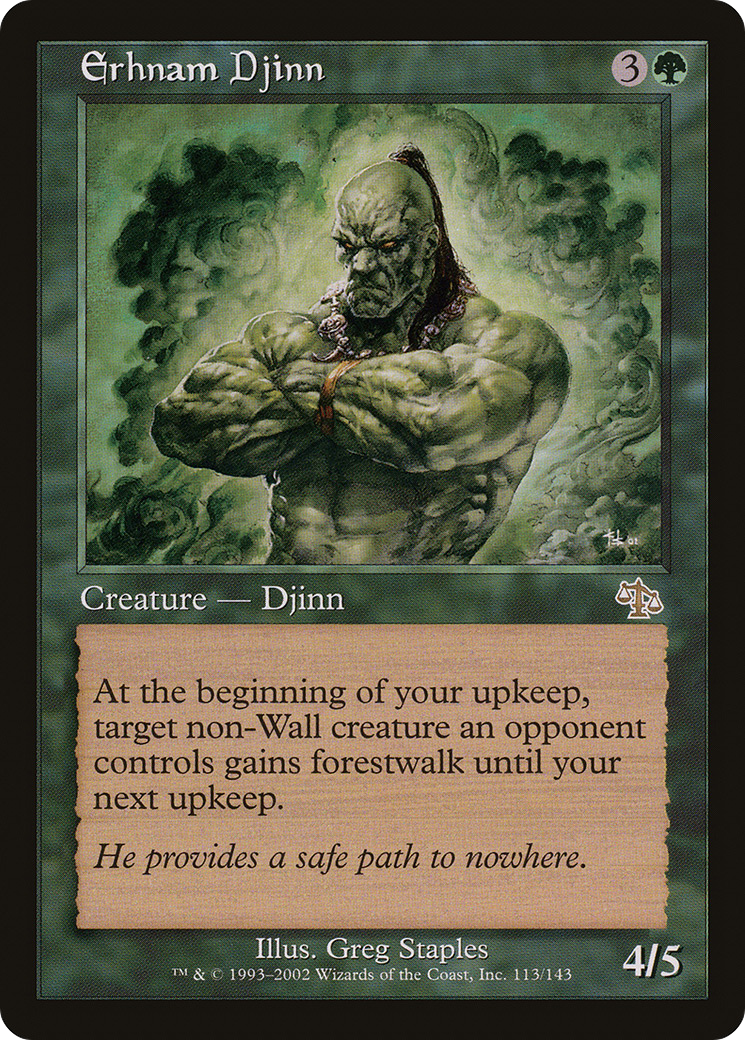 Erhnam Djinn
3
Creature — Djinn
At the beginning of your upkeep,
target non-Wall creature an opponent
controls gains forestwalk until your
next upkeep.
He provides a safe path to nowhere.
Illus. Greg Staples
™ & © 1993–2002 Wizards of the Coast, Inc. 113/143
4/5